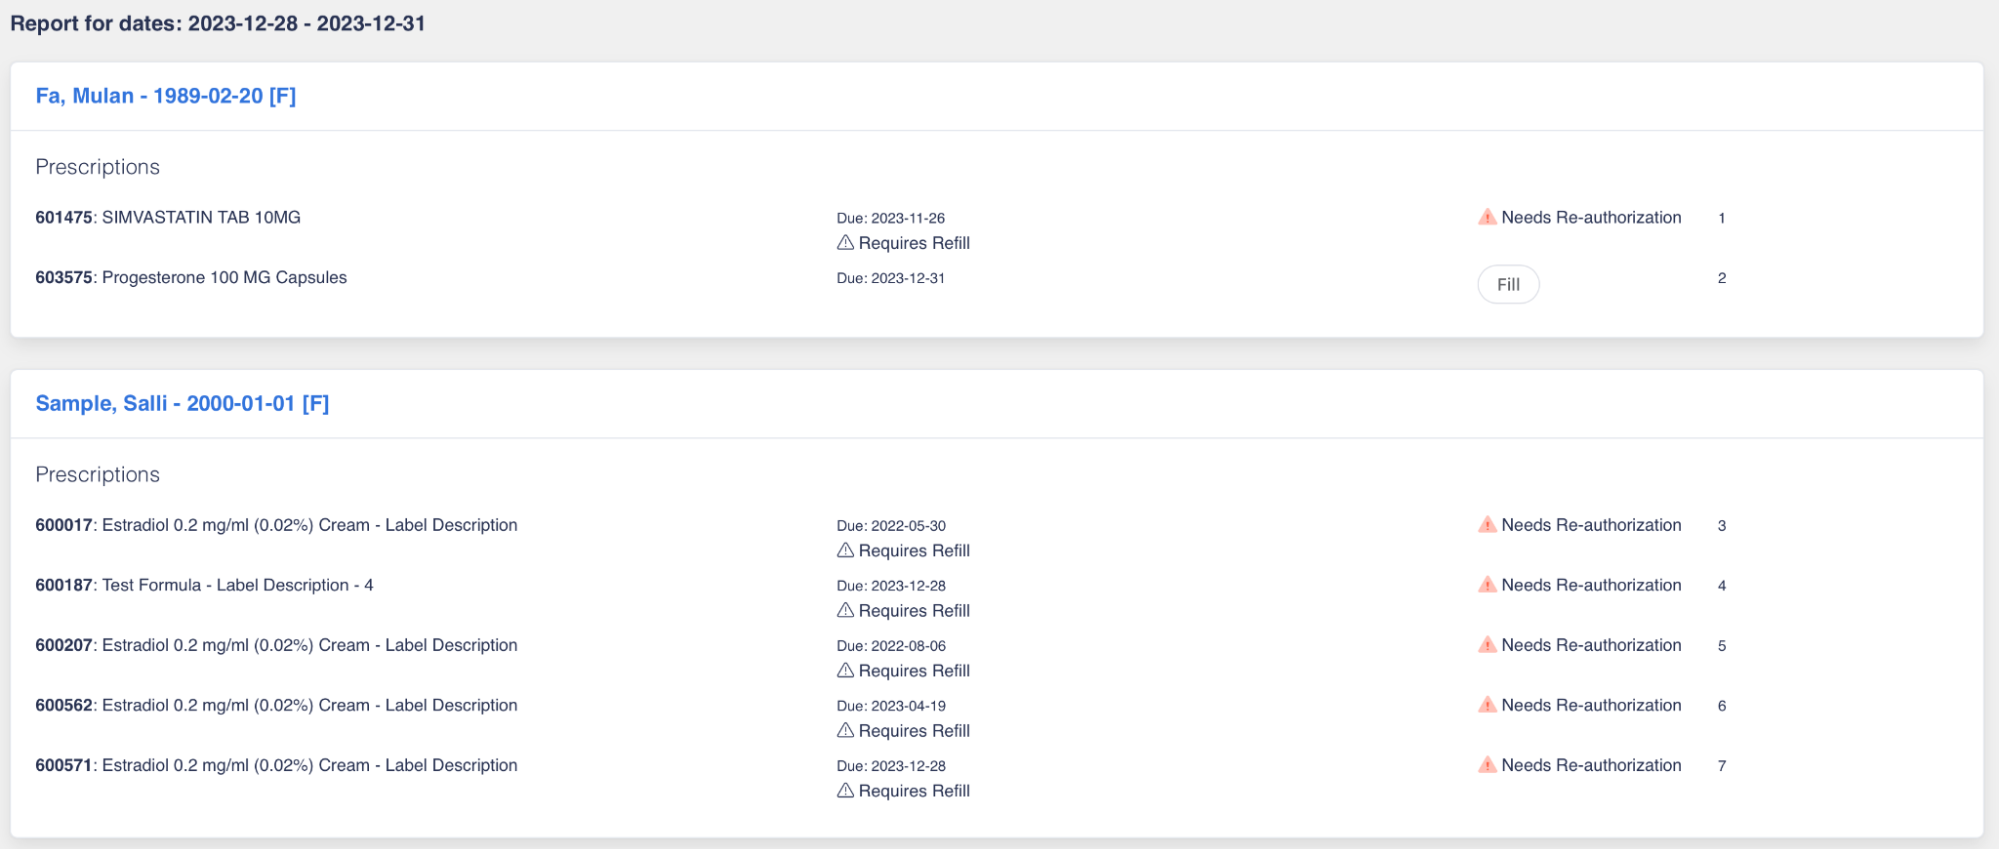 Report for dates: 2023-12-28 - 2023-12-31
Fa, Mulan - 1989-02-20 [F]
Prescriptions
601475: SIMVASTATIN TAB 10MG Due: 2023-11-26 Needs Re-authorization 1
Requires Refill
603575: Progesterone 100 MG Capsules Due: 2023-12-31 Fill 2
Sample, Salli - 2000-01-01 [F]
Prescriptions
600017: Estradiol 0.2 mg/ml (0.02%) Cream - Label Description Due: 2022-05-30 Needs Re-authorization 3
Requires Refill
600187: Test Formula - Label Description - 4 Due: 2023-12-28 Needs Re-authorization 4
Requires Refill
600207: Estradiol 0.2 mg/ml (0.02%) Cream - Label Description Due: 2022-08-06 Needs Re-authorization 5
Requires Refill
600562: Estradiol 0.2 mg/ml (0.02%) Cream - Label Description Due: 2023-04-19 Needs Re-authorization 6
Requires Refill
600571: Estradiol 0.2 mg/ml (0.02%) Cream - Label Description Due: 2023-12-28 Needs Re-authorization 7
Requires Refill